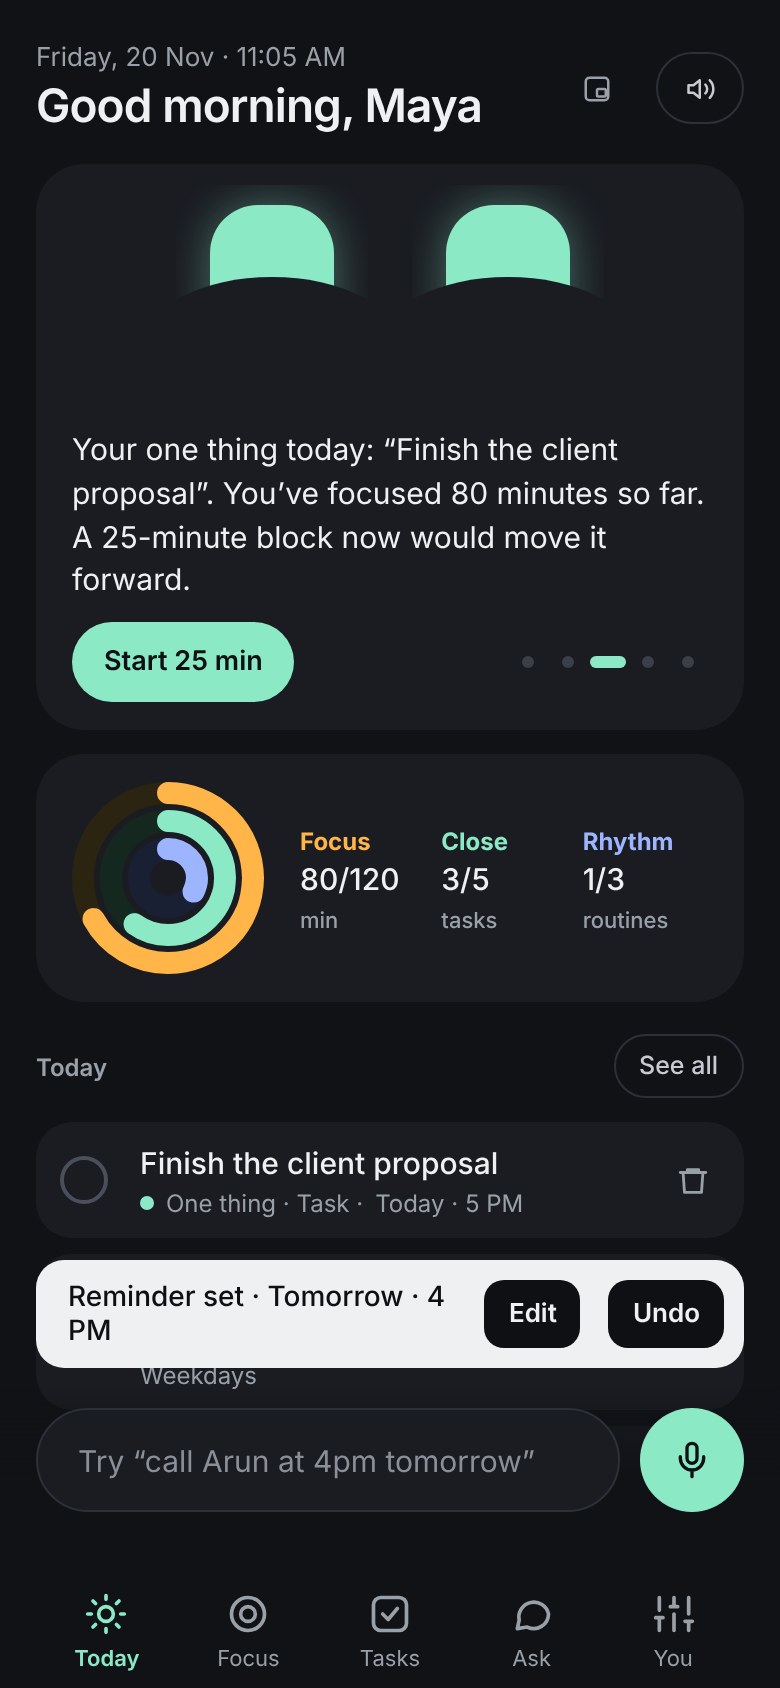 Friday, 20 Nov · 11:05 AM
Good morning, Maya
Your one thing today: “Finish the client
proposal”. You’ve focused 80 minutes so far.
A 25-minute block now would move it
forward.
Start 25 min
Focus
80/120
min
Close
3/5
tasks
Rhythm
1/3
routines
Today
See all
Finish the client proposal
One thing · Task · Today · 5 PM
Reminder set · Tomorrow · 4
PM
Edit
Undo
Weekdays
Try “call Arun at 4pm tomorrow”
Today
Focus
Tasks
Ask
You